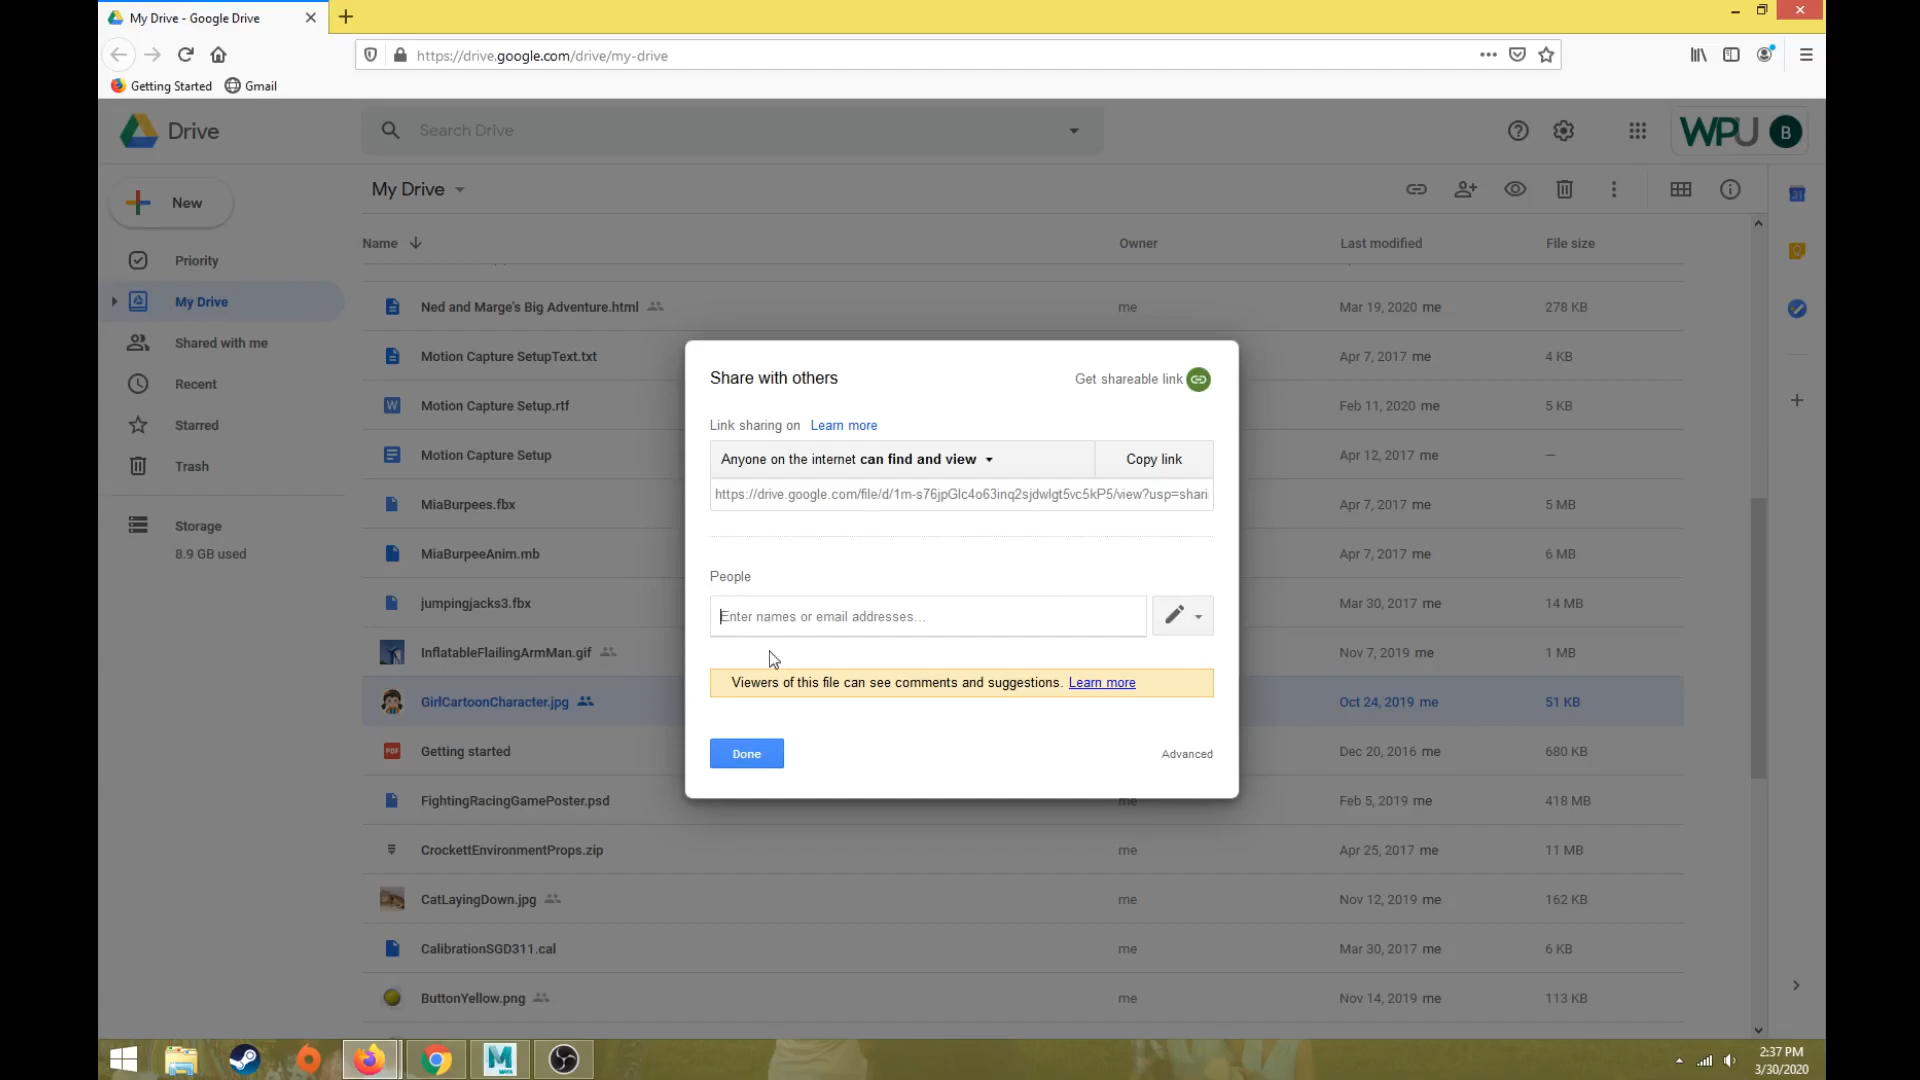 My Drive - Google Drive
https://drive.google.com/drive/my-drive
Getting Started Gmail
Drive Search Drive WPU B
New My Drive
Name Owner Last modified File size
Priority
My Drive
Shared with me
Recent
Starred
Trash
Storage
8.9 GB used
Ned and Marge's Big Adventure.html me Mar 19, 2020 me 278 KB
Motion Capture SetupText.txt Apr 7, 2017 me 4 KB
Motion Capture Setup.rtf Feb 11, 2020 me 5 KB
Motion Capture Setup Apr 12, 2017 me —
MiaBurpees.fbx Apr 7, 2017 me 5 MB
MiaBurpeeAnim.mb Apr 7, 2017 me 6 MB
jumpingjacks3.fbx Mar 30, 2017 me 14 MB
InflatableFlailingArmMan.gif Nov 7, 2019 me 1 MB
GirlCartoonCharacter.jpg Oct 24, 2019 me 51 KB
PDF Getting started Dec 20, 2016 me 680 KB
FightingRacingGamePoster.psd me Feb 5, 2019 me 418 MB
CrockettEnvironmentProps.zip me Apr 25, 2017 me 11 MB
CatLayingDown.jpg me Nov 12, 2019 me 162 KB
CalibrationSGD311.cal me Mar 30, 2017 me 6 KB
ButtonYellow.png me Nov 14, 2019 me 113 KB
Share with others Get shareable link
Link sharing on Learn more
Anyone on the internet can find and view Copy link
https://drive.google.com/file/d/1m-s76jpGlc4o63inq2sjdwlgt5vc5kP5/view?usp=shari
People
Enter names or email addresses...
Viewers of this file can see comments and suggestions. Learn more
Done Advanced
31
W
M
2:37 PM
3/30/2020